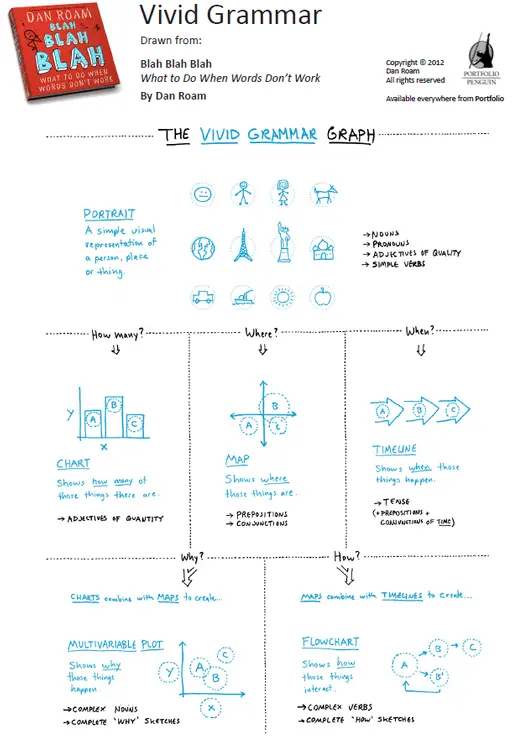 DAN ROAM
BLAH
BLAH
BLAH
WHAT TO DO WHEN
WORDS DON'T WORK
Vivid Grammar
Drawn from:
Blah Blah Blah
What to Do When Words Don't Work
By Dan Roam
Copyright © 2012
Dan Roam
All rights reserved
PORTFOLIO
PENGUIN
Available everywhere from Portfolio
THE VIVID GRAMMAR GRAPH
PORTRAIT
A simple visual
representation of
a person, place
or thing.
→ NOUNS
→ PRONOUNS
→ ADJECTIVES OF QUALITY
→ SIMPLE VERBS
How many?
Where?
When?
Y
A
B
C
X
CHART
Shows how many of
those things there are.
→ ADJECTIVES OF QUANTITY
B
A
C
MAP
Shows where
those things are.
→ PREPOSITIONS
→ CONJUNCTIONS
A
B
C
TIMELINE
Shows when those
things happen.
→ TENSE
(+ PREPOSITIONS +
CONJUNCTIONS OF TIME)
Why?
How?
CHARTS combine with MAPS to create...
MULTIVARIABLE PLOT
Shows why
those things
happen.
→ COMPLEX NOUNS
→ COMPLETE 'WHY' SKETCHES
Y
A
B
C
X
MAPS combine with TIMELINES to create...
FLOWCHART
Shows how
those things
interact.
→ COMPLEX VERBS
→ COMPLETE 'HOW' SKETCHES
A
B
C
B'